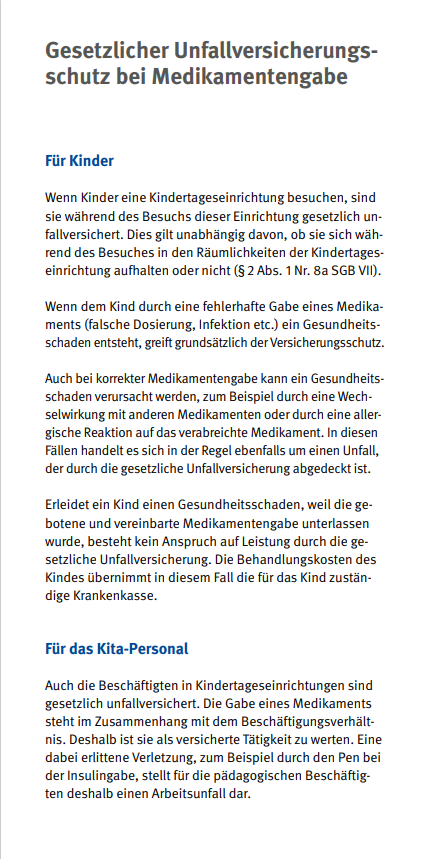 Gesetzlicher Unfallversicherungs-
schutz bei Medikamentengabe
Für Kinder
Wenn Kinder eine Kindertageseinrichtung besuchen, sind
sie während des Besuchs dieser Einrichtung gesetzlich un-
fallversichert. Dies gilt unabhängig davon, ob sie sich wäh-
rend des Besuches in den Räumlichkeiten der Kindertages-
einrichtung aufhalten oder nicht (§ 2 Abs. 1 Nr. 8a SGB VII).
Wenn dem Kind durch eine fehlerhafte Gabe eines Medika-
ments (falsche Dosierung, Infektion etc.) ein Gesundheits-
schaden entsteht, greift grundsätzlich der Versicherungsschutz.
Auch bei korrekter Medikamentengabe kann ein Gesundheits-
schaden verursacht werden, zum Beispiel durch eine Wech-
selwirkung mit anderen Medikamenten oder durch eine aller-
gische Reaktion auf das verabreichte Medikament. In diesen
Fällen handelt es sich in der Regel ebenfalls um einen Unfall,
der durch die gesetzliche Unfallversicherung abgedeckt ist.
Erleidet ein Kind einen Gesundheitsschaden, weil die ge-
botene und vereinbarte Medikamentengabe unterlassen
wurde, besteht kein Anspruch auf Leistung durch die ge-
setzliche Unfallversicherung. Die Behandlungskosten des
Kindes übernimmt in diesem Fall die für das Kind zustän-
dige Krankenkasse.
Für das Kita-Personal
Auch die Beschäftigten in Kindertageseinrichtungen sind
gesetzlich unfallversichert. Die Gabe eines Medikaments
steht im Zusammenhang mit dem Beschäftigungsverhält-
nis. Deshalb ist sie als versicherte Tätigkeit zu werten. Eine
dabei erlittene Verletzung, zum Beispiel durch den Pen bei
der Insulingabe, stellt für die pädagogischen Beschäftig-
ten deshalb einen Arbeitsunfall dar.